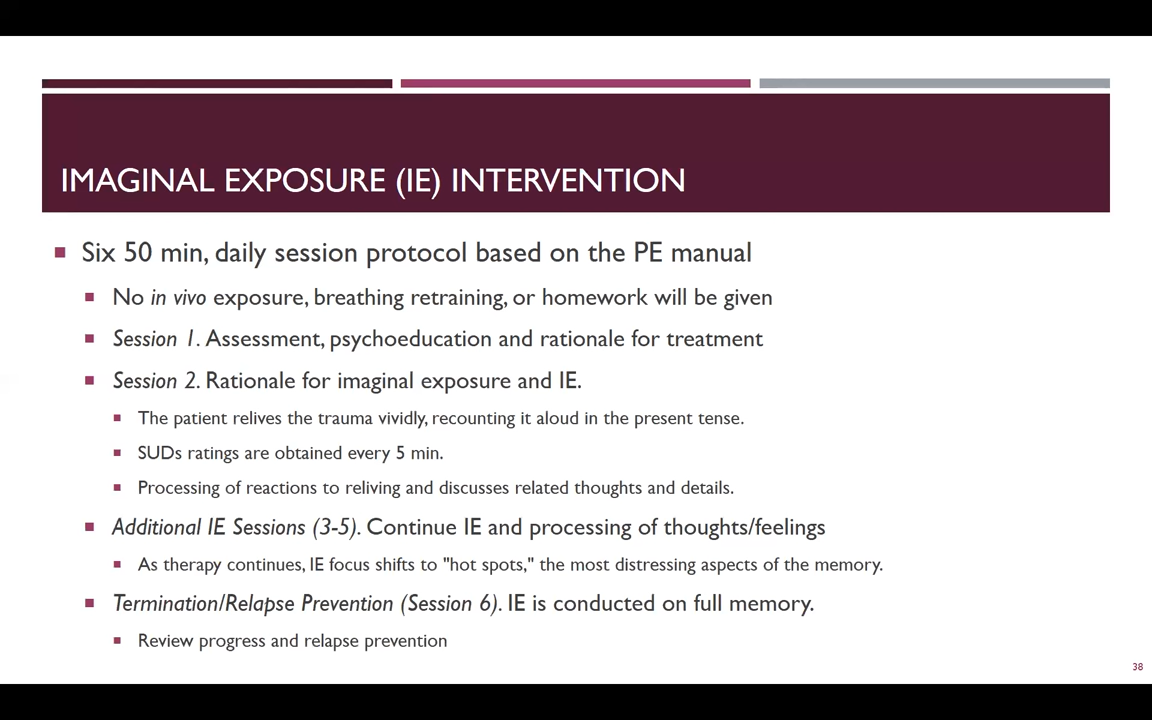 IMAGINAL EXPOSURE (IE) INTERVENTION
Six 50 min, daily session protocol based on the PE manual
No in vivo exposure, breathing retraining, or homework will be given
Session 1. Assessment, psychoeducation and rationale for treatment
Session 2. Rationale for imaginal exposure and IE.
The patient relives the trauma vividly, recounting it aloud in the present tense.
SUDs ratings are obtained every 5 min.
Processing of reactions to reliving and discusses related thoughts and details.
Additional IE Sessions (3-5). Continue IE and processing of thoughts/feelings
As therapy continues, IE focus shifts to "hot spots," the most distressing aspects of the memory.
Termination/Relapse Prevention (Session 6). IE is conducted on full memory.
Review progress and relapse prevention
38